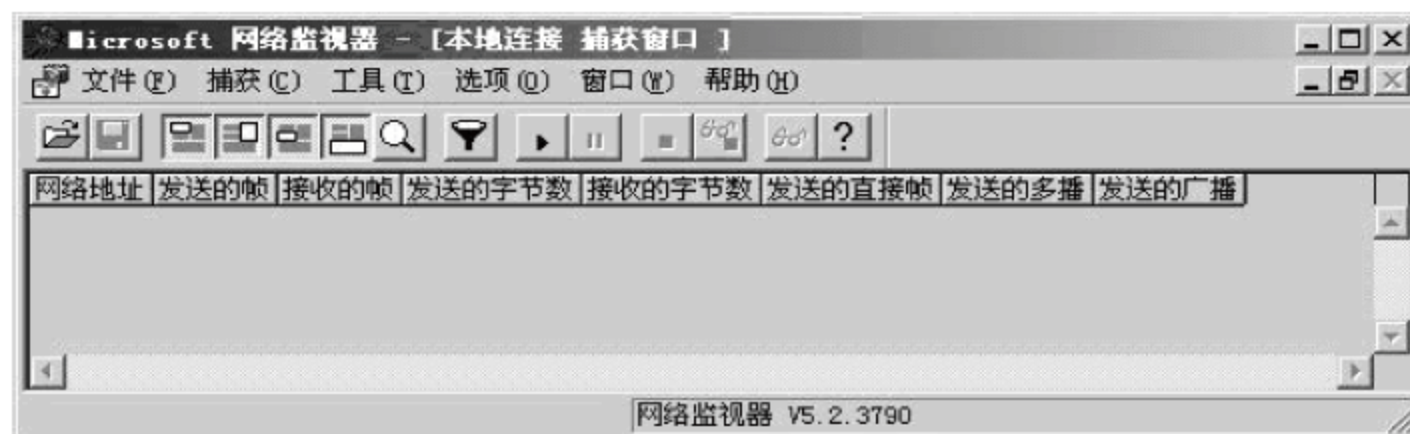 Microsoft 网络监视器 - [本地连接 捕获窗口 ]
文件(F) 捕获(C) 工具(T) 选项(O) 窗口(W) 帮助(H)
网络地址 发送的帧 接收的帧 发送的字节数 接收的字节数 发送的直接帧 发送的多播 发送的广播
网络监视器 V5.2.3790